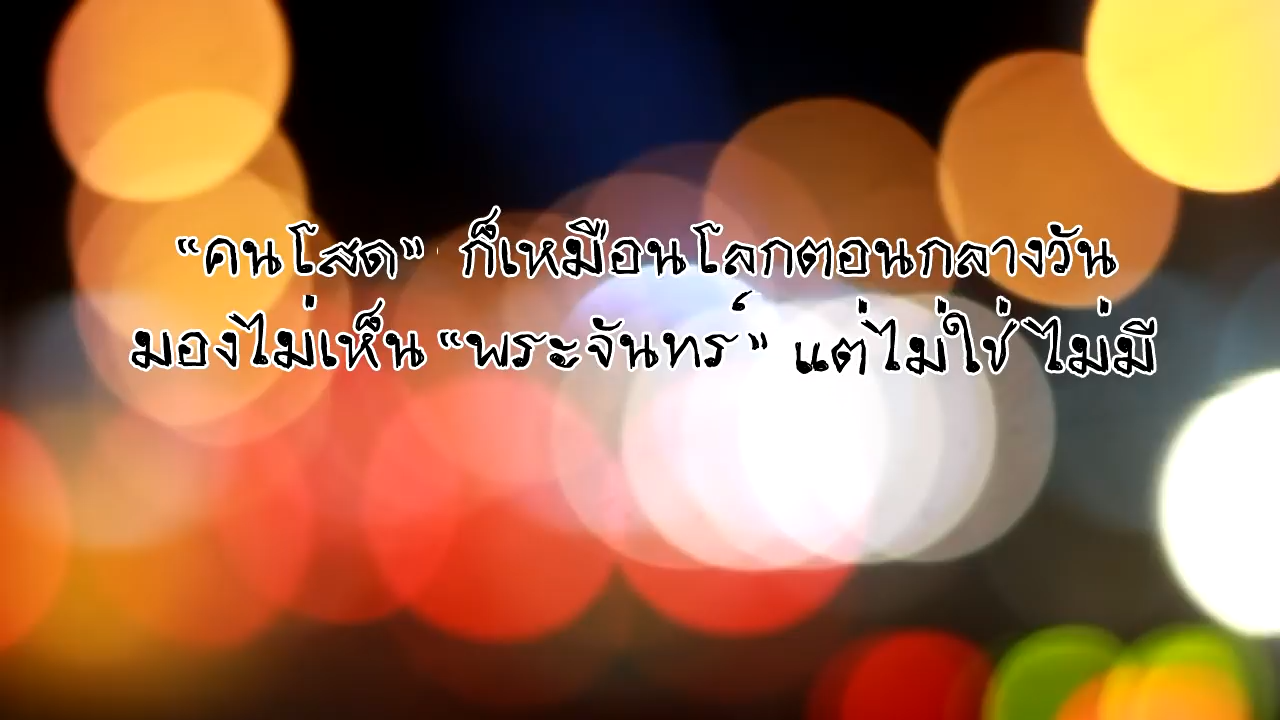 “คนโสด” ก็เหมือนโลกตอนกลางวัน
มองไม่เห็น “พระจันทร์” แต่ไม่ใช่ ไม่มี